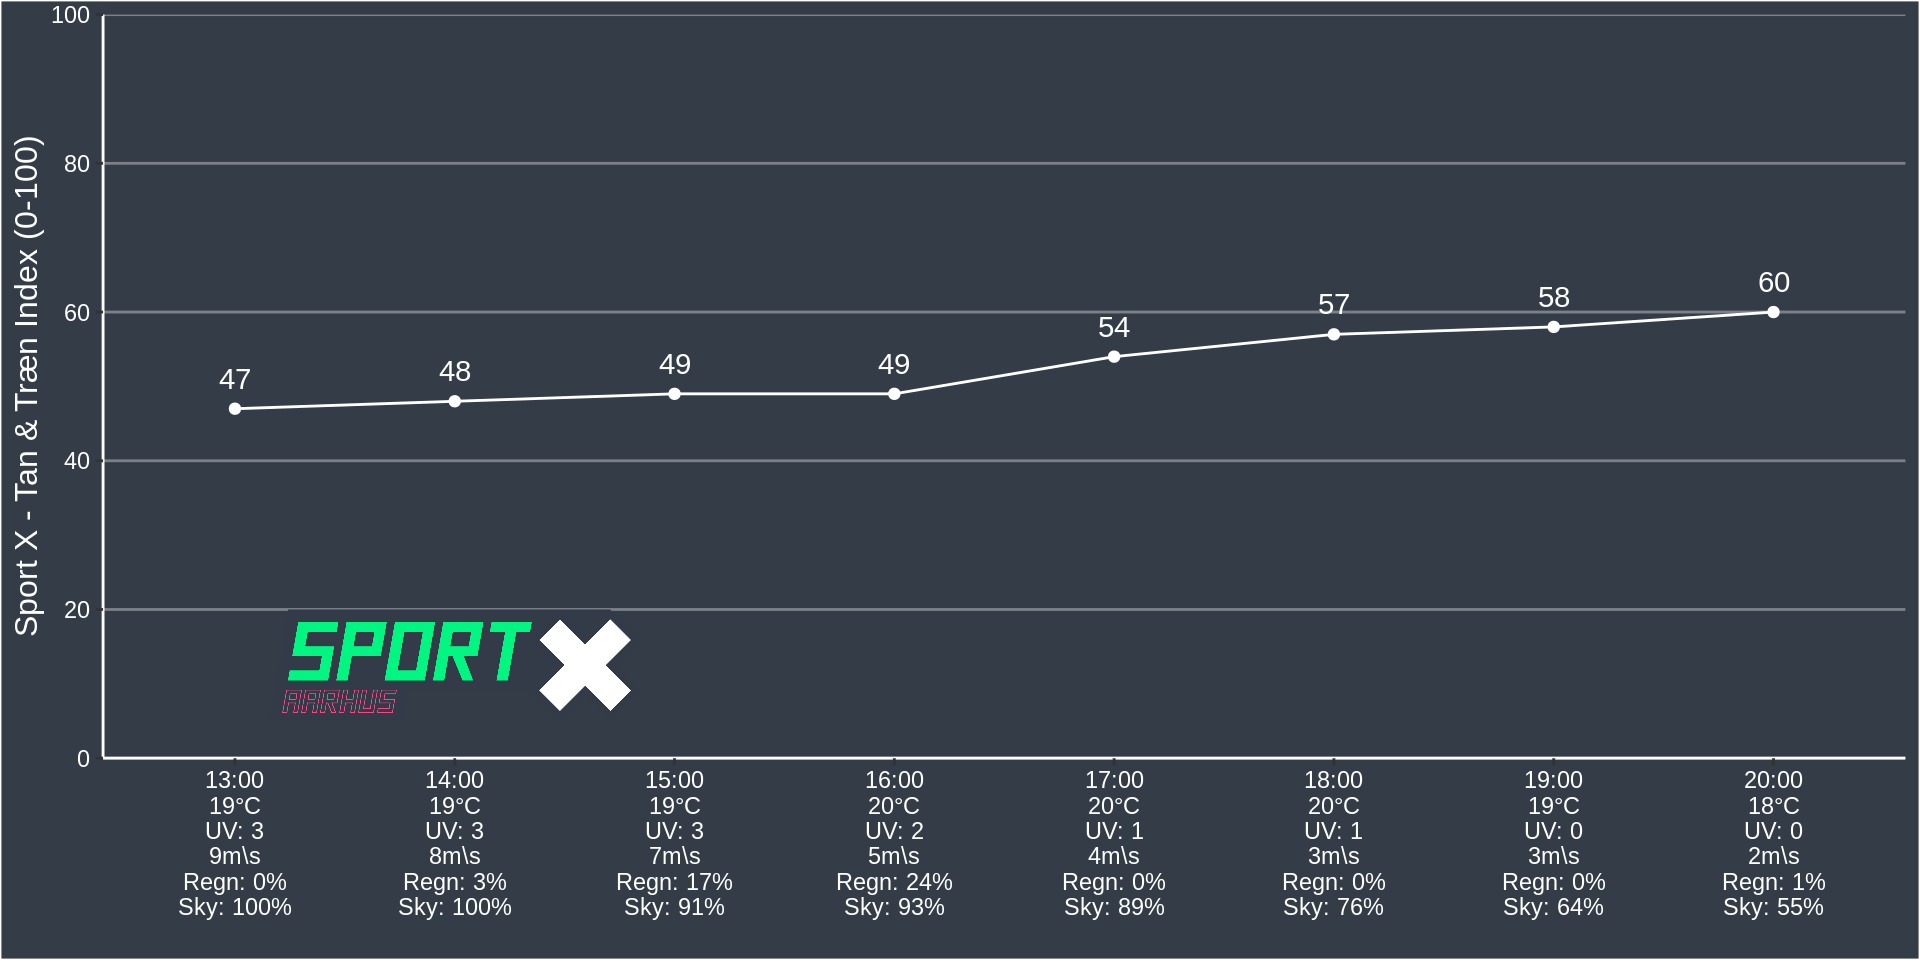 Sport X - Tan & Træn Index (0-100)
100
80
60
40
20
0
47
48
49
49
54
57
58
60
SPORT X
AARHUS
13:00 14:00 15:00 16:00 17:00 18:00 19:00 20:00
19°C 19°C 19°C 20°C 20°C 20°C 19°C 18°C
UV: 3 UV: 3 UV: 3 UV: 2 UV: 1 UV: 1 UV: 0 UV: 0
9m\s 8m\s 7m\s 5m\s 4m\s 3m\s 3m\s 2m\s
Regn: 0% Regn: 3% Regn: 17% Regn: 24% Regn: 0% Regn: 0% Regn: 0% Regn: 1%
Sky: 100% Sky: 100% Sky: 91% Sky: 93% Sky: 89% Sky: 76% Sky: 64% Sky: 55%